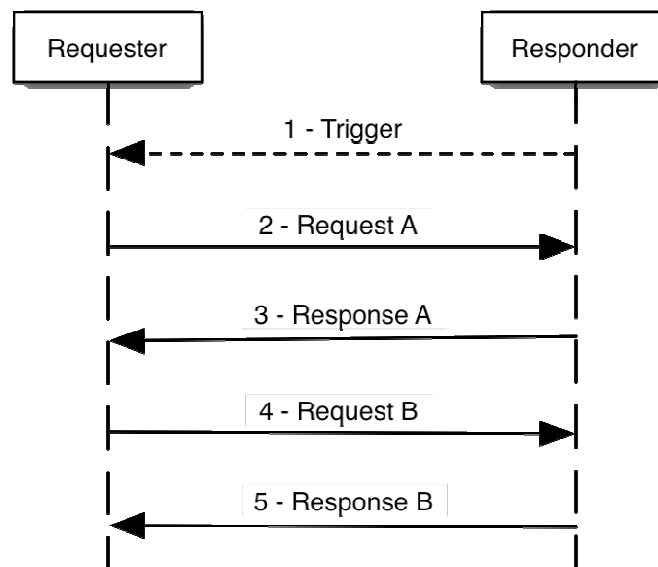 Requester
Responder
1 - Trigger
2 - Request A
3 - Response A
4 - Request B
5 - Response B